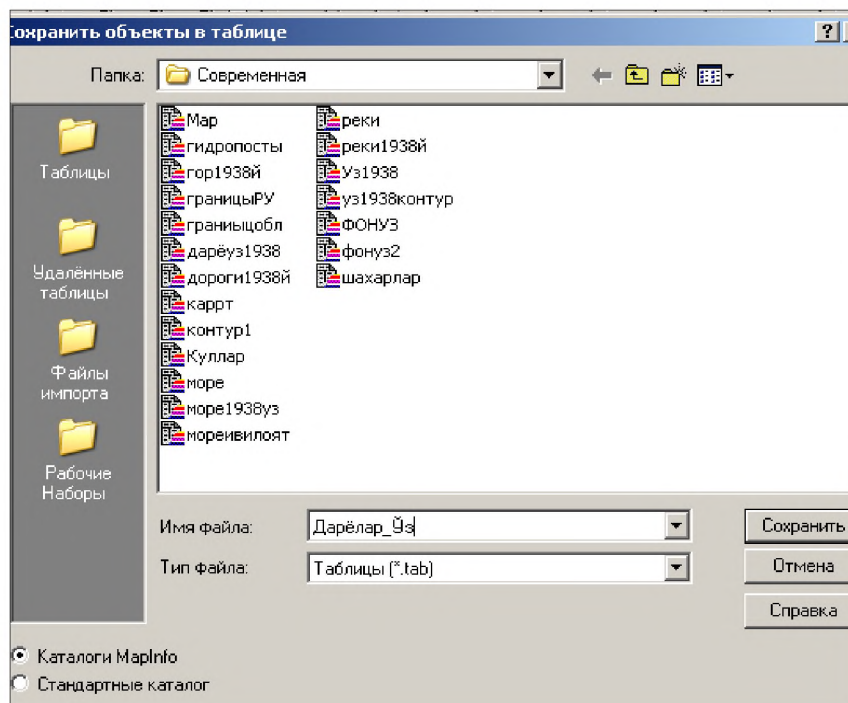 Сохранить объекты в таблице
Папка: Современная
Таблицы
Удалённые
таблицы
Файлы
импорта
Рабочие
Наборы
Map
гидропосты
гор1938й
границыРУ
граниыцобл
дарёуз1938
дороги1938й
каррт
контур1
Куллар
море
море1938уз
мореивилоят
реки
реки1938й
Уз1938
уз1938контур
ФОНУЗ
фонуз2
шахарлар
Имя файла: Дарёлар_Ўз
Сохранить
Тип файла: Таблицы (*.tab)
Отмена
Справка
Каталоги MapInfo
Стандартные каталог